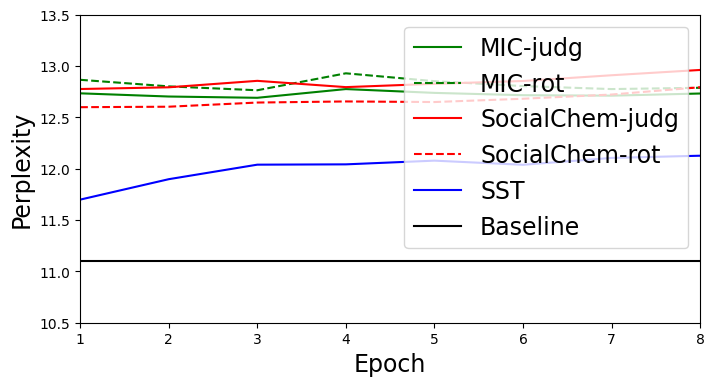 13.5
13.0
12.5
12.0
11.5
11.0
10.5
Perplexity
MIC-judg
MIC-rot
SocialChem-judg
SocialChem-rot
SST
Baseline
1 2 3 4 5 6 7 8
Epoch